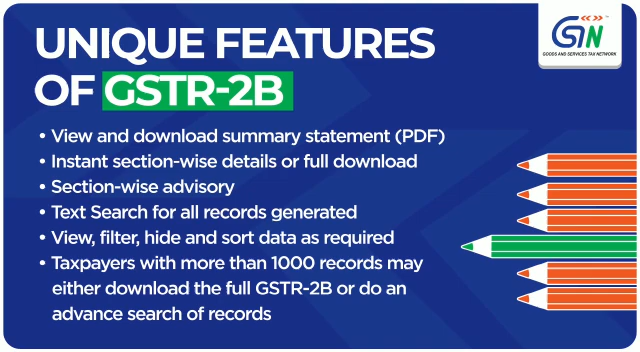 UNIQUE FEATURES
OF GSTR-2B
GSTN
GOODS AND SERVICES TAX NETWORK
• View and download summary statement (PDF)
• Instant section-wise details or full download
• Section-wise advisory
• Text Search for all records generated
• View, filter, hide and sort data as required
• Taxpayers with more than 1000 records may
either download the full GSTR-2B or do an
advance search of records